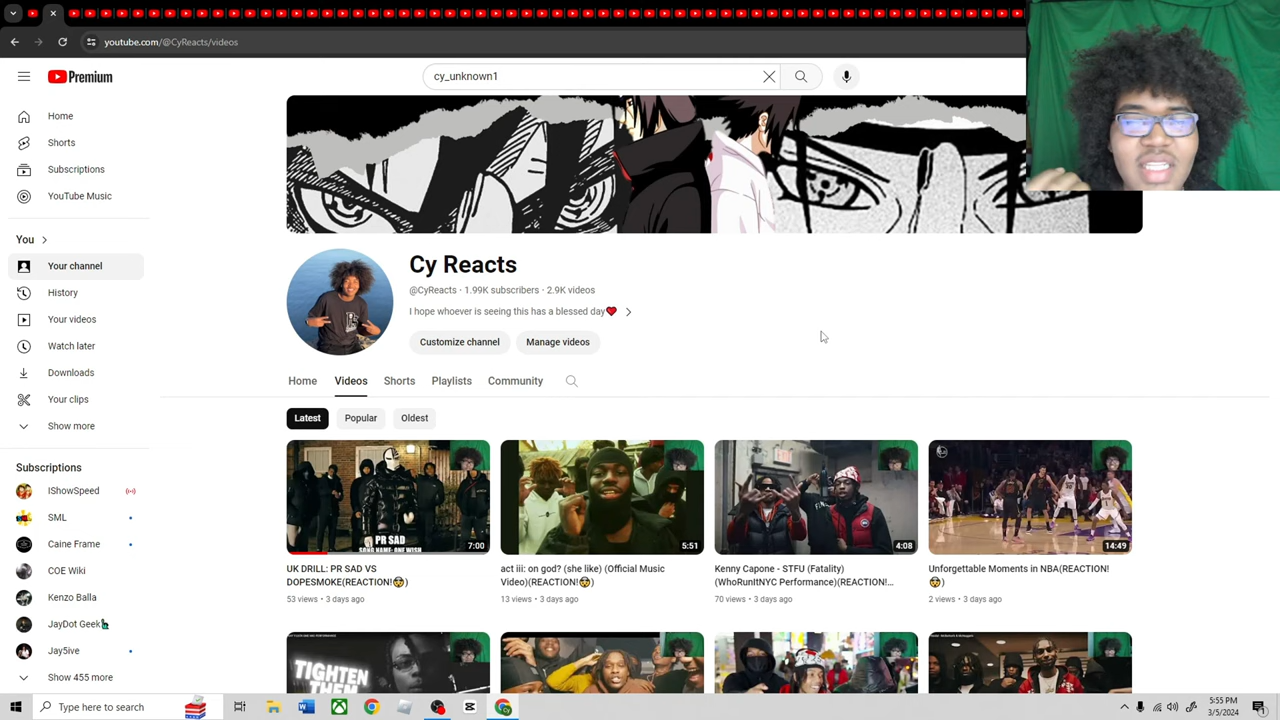 youtube.com/@CyReacts/videos
Premium
cy_unknown1
Home
Shorts
Subscriptions
YouTube Music
You
Your channel
History
Your videos
Watch later
Downloads
Your clips
Show more
Subscriptions
IShowSpeed
SML
Caine Frame
COE Wiki
Kenzo Balla
JayDot Geek
Jay5ive
Show 455 more
Cy Reacts
@CyReacts · 1.99K subscribers · 2.9K videos
I hope whoever is seeing this has a blessed day❤️
Customize channel
Manage videos
Home
Videos
Shorts
Playlists
Community
Latest
Popular
Oldest
PR SAD
SONG NAME: ONE WISH
7:00
UK DRILL: PR SAD VS
DOPESMOKE(REACTION!)
53 views · 3 days ago
5:51
act iii: on god? (she like) (Official Music
Video)(REACTION!)
13 views · 3 days ago
4:08
Kenny Capone - STFU (Fatality)
(WhoRunItNYC Performance)(REACTION!...
70 views · 3 days ago
14:49
Unforgettable Moments in NBA(REACTION!
)
2 views · 3 days ago
TIGHTEN
THEM
Type here to search
5:55 PM
3/5/2024